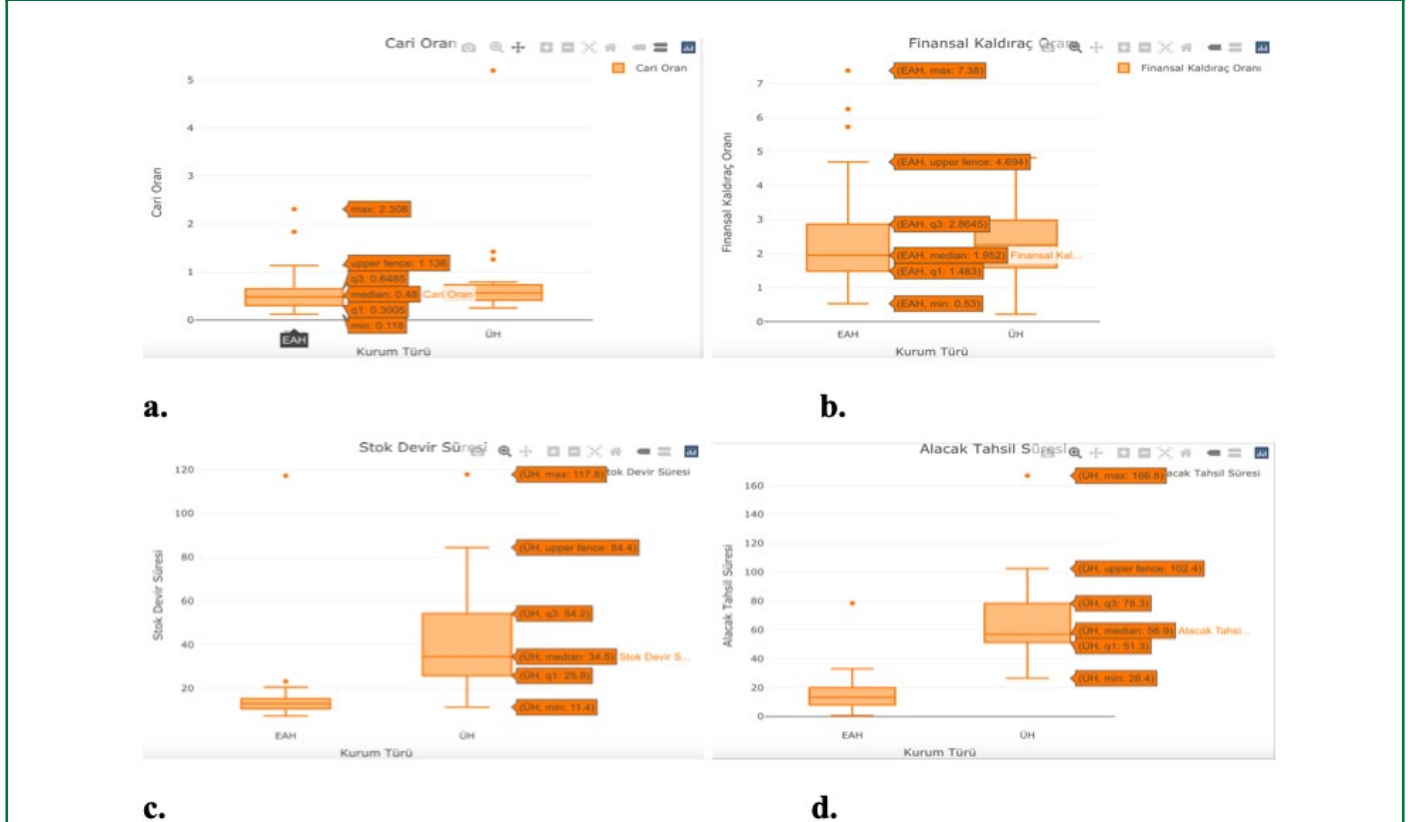 Cari Oran
Cari Oran
5
4
3
2
1
0
Cari Oran
max: 2.308
upper fence: 1.136
q3: 0.6485
median: 0.48 Cari Oran
q1: 0.3005
min: 0.118
EAH
ÜH
Kurum Türü
a.
Finansal Kaldıraç Oranı
Finansal Kaldıraç Oranı
7
6
5
4
3
2
1
0
Finansal Kaldıraç Oranı
(EAH, max: 7.38)
(EAH, upper fence: 4.694)
(EAH, q3: 2.8645)
(EAH, median: 1.952) Finansal Kal...
(EAH, q1: 1.483)
(EAH, min: 0.53)
EAH
ÜH
Kurum Türü
b.
Stok Devir Süresi
tok Devir Süresi
120
100
80
60
40
20
Stok Devir Süresi
(ÜH, max: 117.8)
(ÜH, upper fence: 84.4)
(ÜH, q3: 54.2)
(ÜH, median: 34.5) Stok Devir S...
(ÜH, q1: 25.8)
(ÜH, min: 11.4)
EAH
ÜH
Kurum Türü
c.
Alacak Tahsil Süresi
acak Tahsil Süresi
160
140
120
100
80
60
40
20
0
Alacak Tahsil Süresi
(ÜH, max: 166.8)
(ÜH, upper fence: 102.4)
(ÜH, q3: 78.3)
(ÜH, median: 56.9) Alacak Tahsi...
(ÜH, q1: 51.3)
(ÜH, min: 26.4)
EAH
ÜH
Kurum Türü
d.